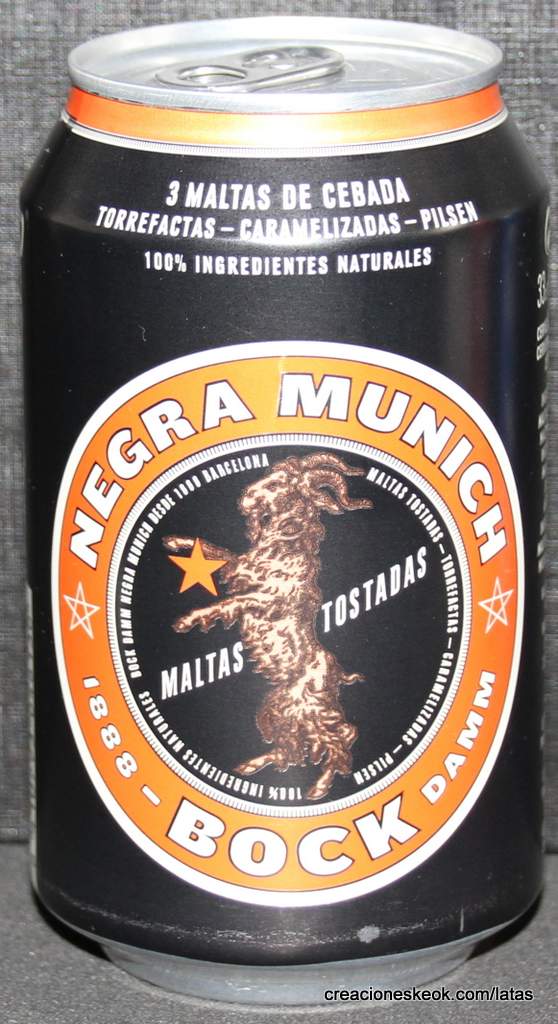 3 MALTAS DE CEBADA
TORREFACTAS – CARAMELIZADAS – PILSEN
100% INGREDIENTES NATURALES
33
NEGRA MUNICH
BOCK DAMM NEGRA MUNICH DESDE 1888 BARCELONA
MALTAS TOSTADAS – TORREFACTAS – CARAMELIZADAS – PILSEN
MALTAS TOSTADAS
100% INGREDIENTES NATURALES
1888 – BOCK DAMM
creacioneskeok.com/latas